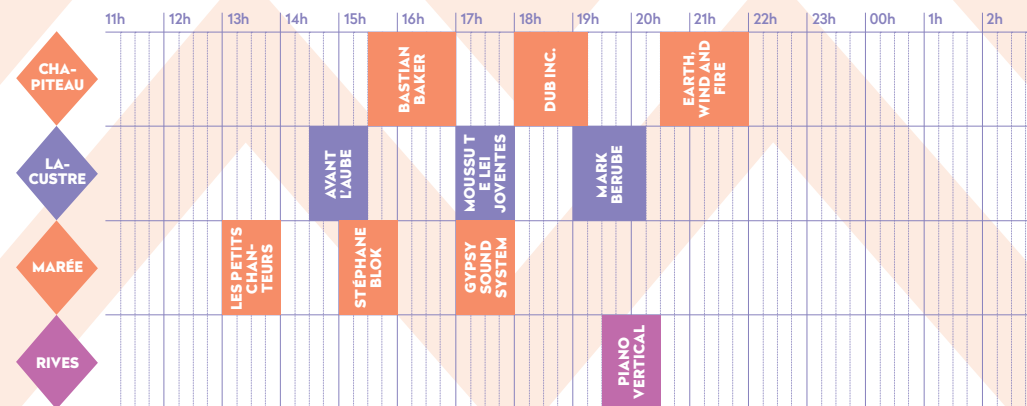 11h 12h 13h 14h 15h 16h 17h 18h 19h 20h 21h 22h 23h 00h 1h 2h
CHA-
PITEAU
BASTIAN
BAKER
DUB INC.
EARTH,
WIND AND
FIRE
LA-
CUSTRE
AVANT
L'AUBE
MOUSSU T
E LEI
JOVENTES
MARK
BERUBE
MARÉE
LES PETITS
CHAN-
TEURS
STÉPHANE
BLOK
GYPSY
SOUND
SYSTEM
RIVES
PIANO
VERTICAL